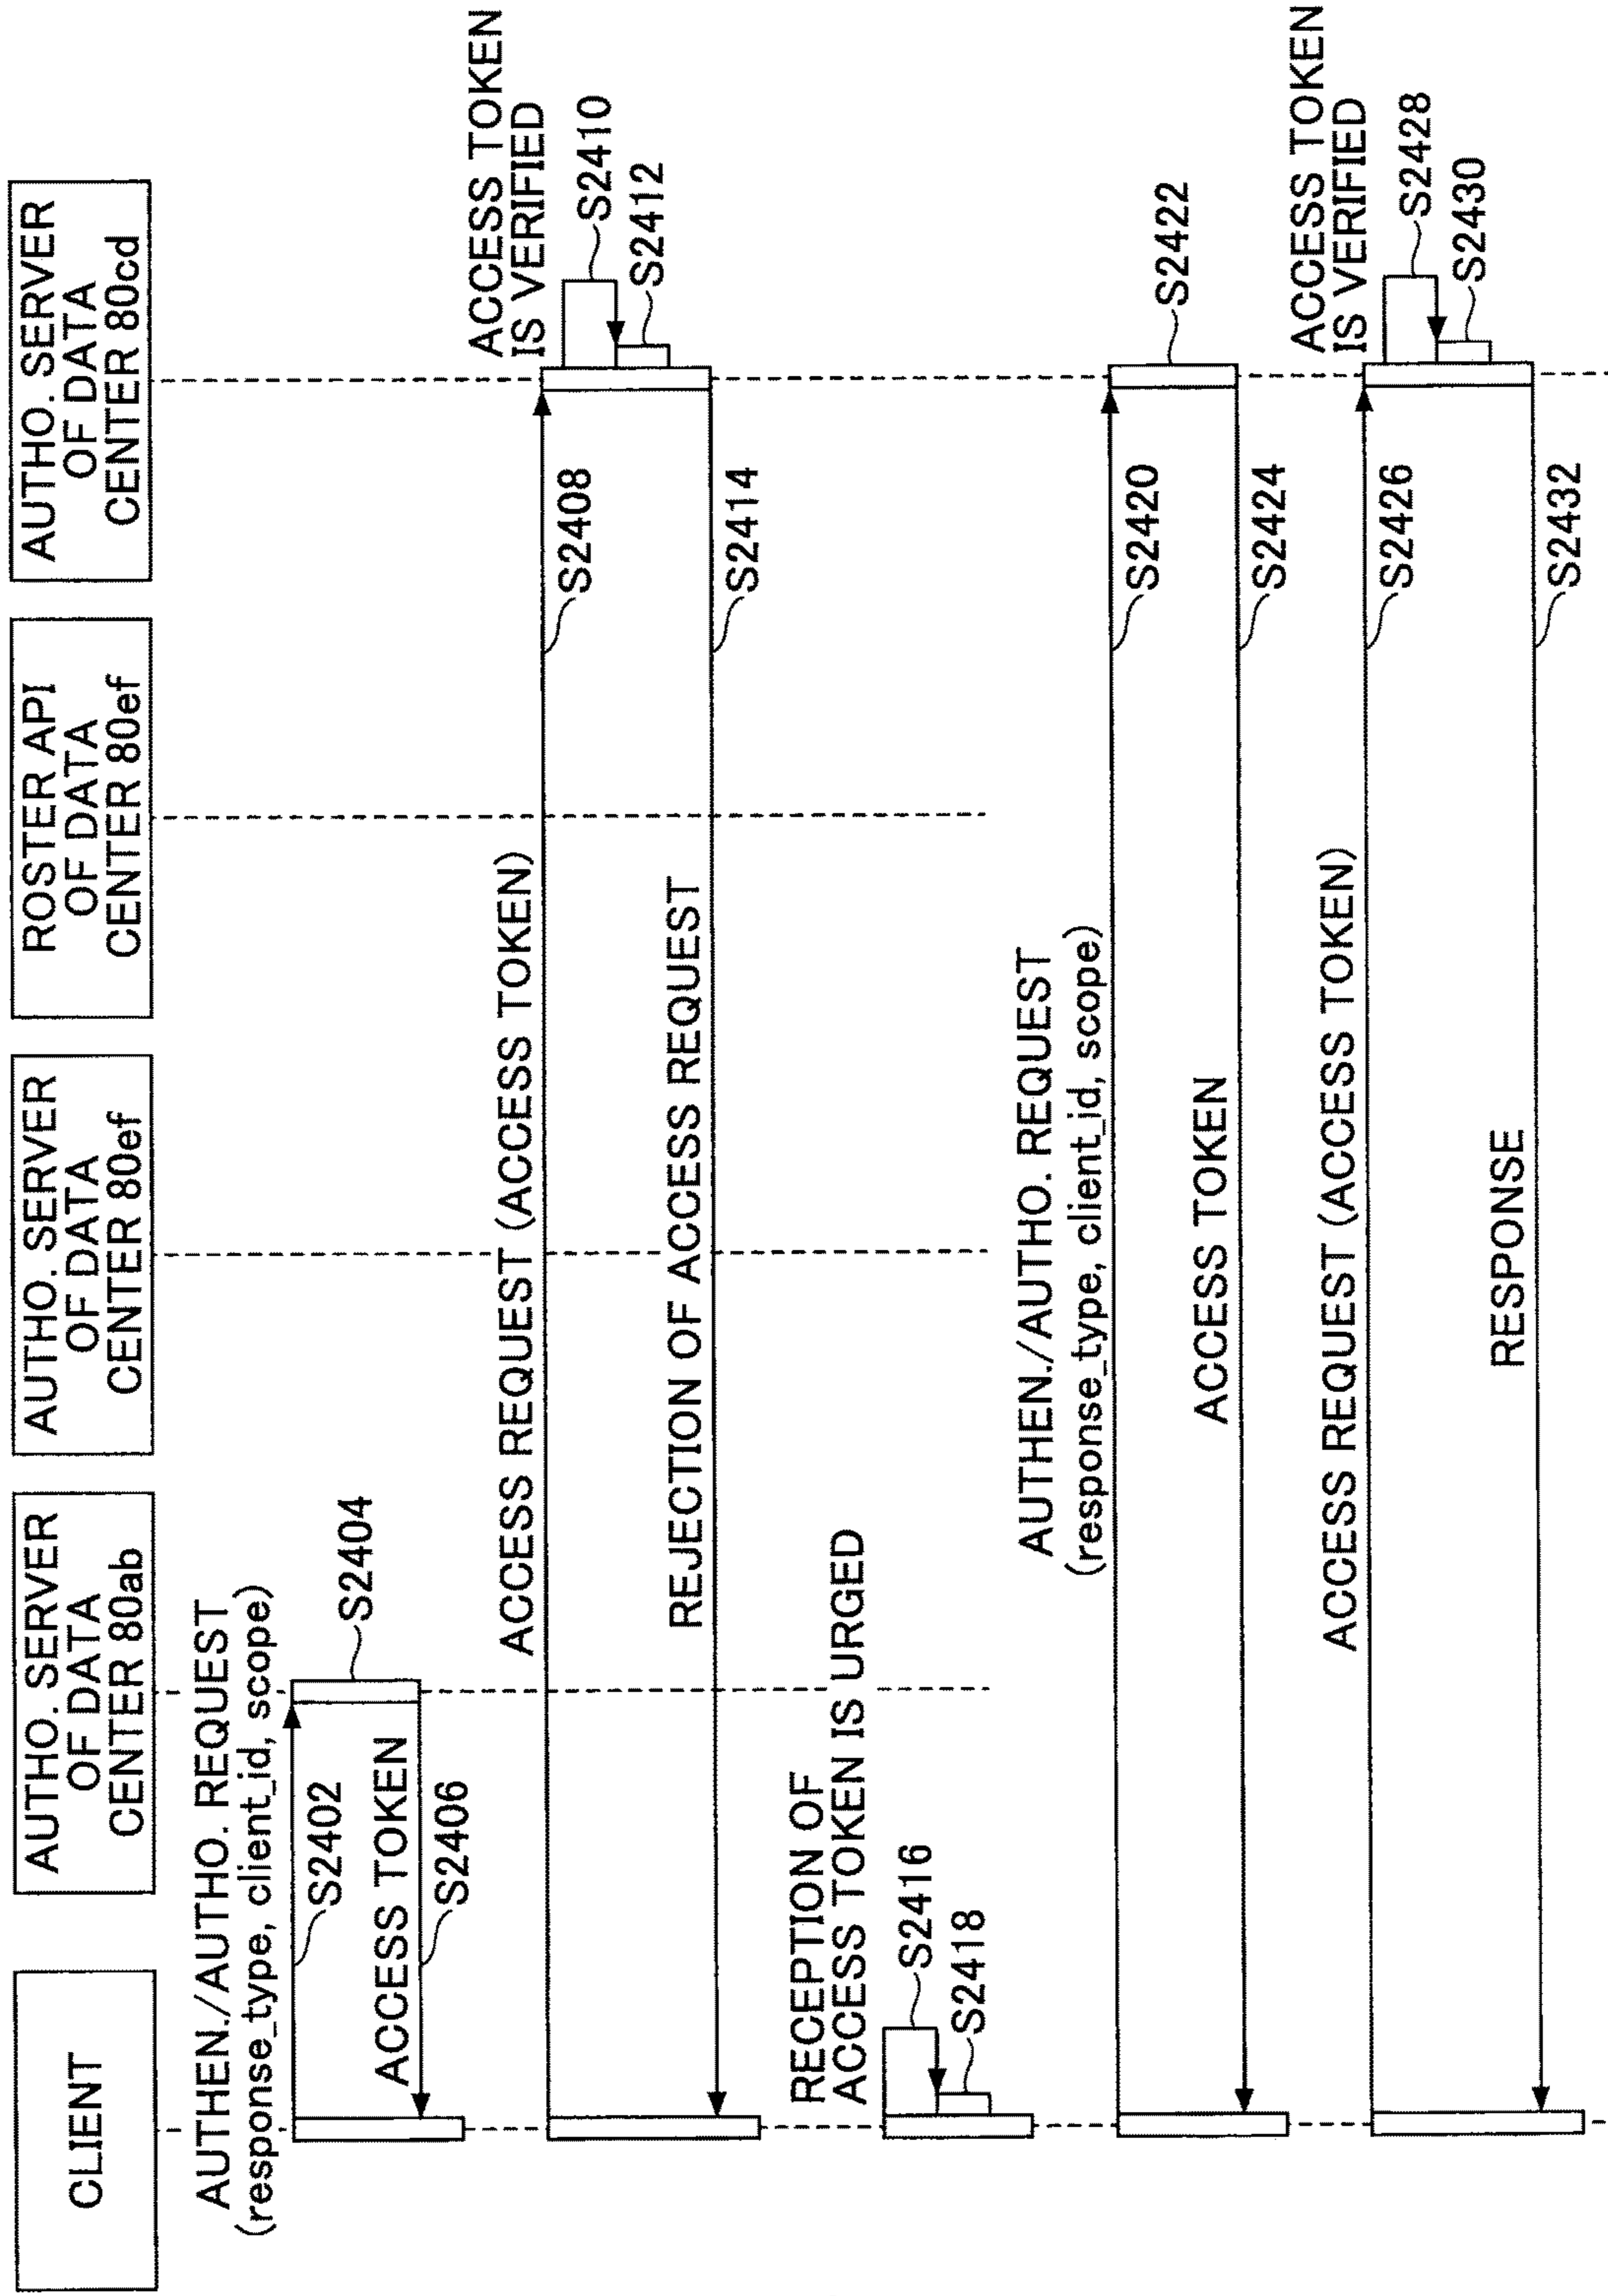 CLIENT
AUTHO. SERVER
OF DATA
CENTER 80ab
AUTHO. SERVER
OF DATA
CENTER 80ef
ROSTER API
OF DATA
CENTER 80ef
AUTHO. SERVER
OF DATA
CENTER 80cd
AUTHEN./AUTHO. REQUEST
(response_type, client_id, scope)
S2402
S2404
ACCESS TOKEN
S2406
ACCESS REQUEST (ACCESS TOKEN)
S2408
ACCESS TOKEN
IS VERIFIED
S2410
S2412
REJECTION OF ACCESS REQUEST
S2414
RECEPTION OF
ACCESS TOKEN IS URGED
S2416
S2418
AUTHEN./AUTHO. REQUEST
(response_type, client_id, scope)
S2420
S2422
ACCESS TOKEN
S2424
ACCESS REQUEST (ACCESS TOKEN)
S2426
ACCESS TOKEN
IS VERIFIED
S2428
S2430
RESPONSE
S2432